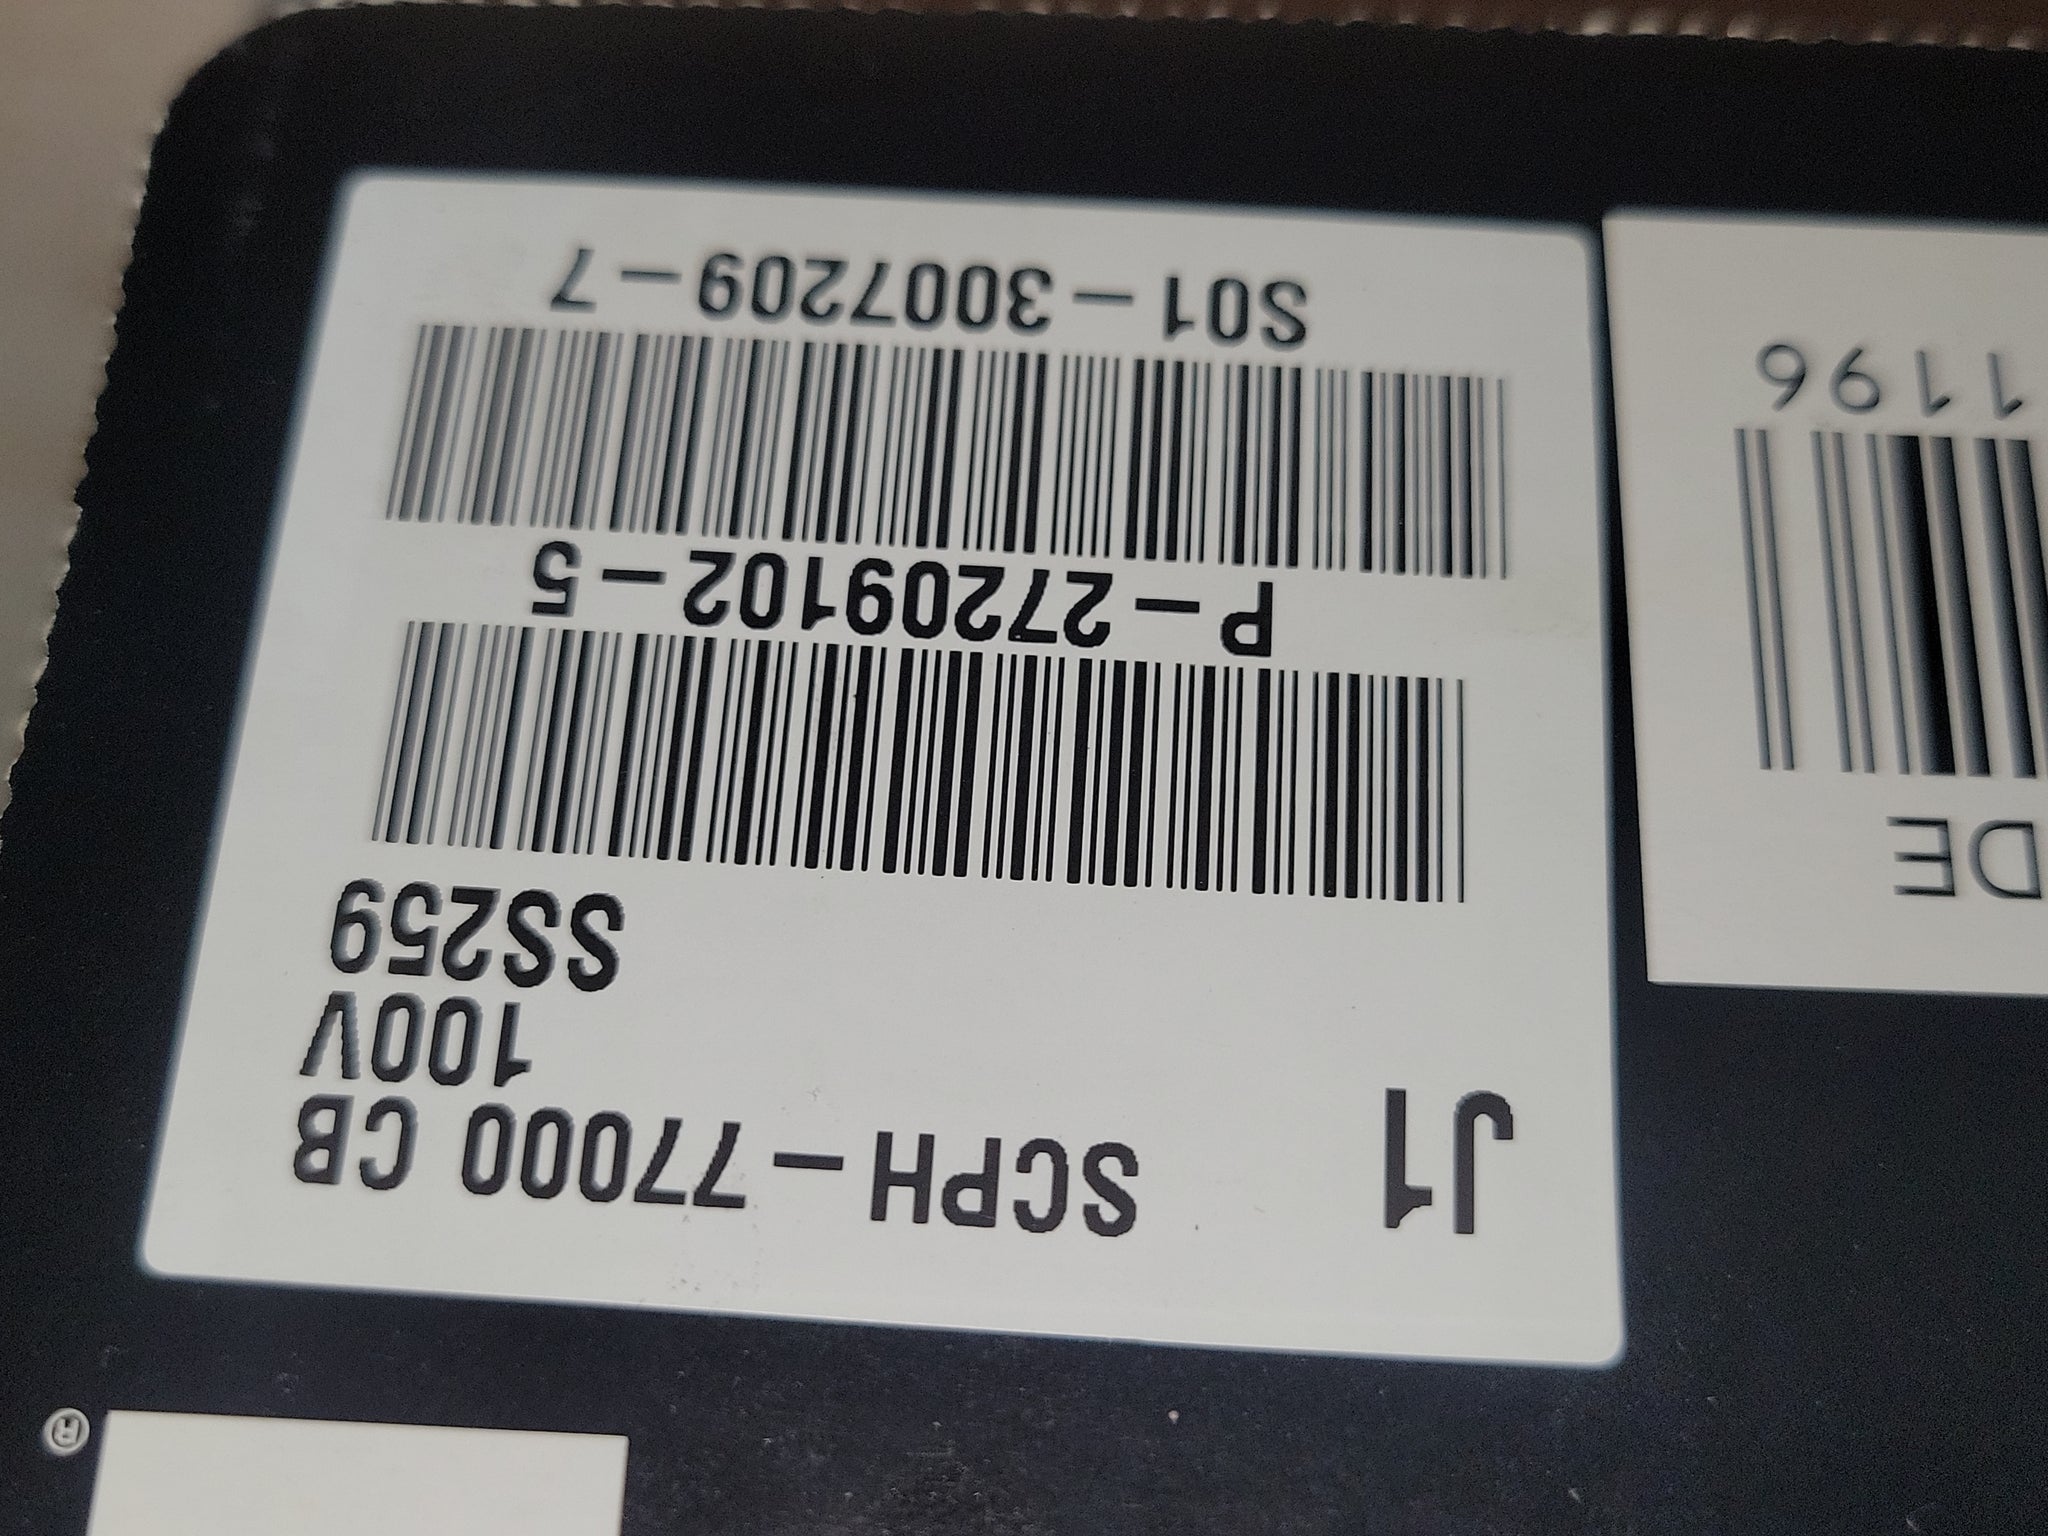 J1 SCPH-77000 CB
100V
SS259
P-27209102-5
S01-3007209-7
DE
1196
®